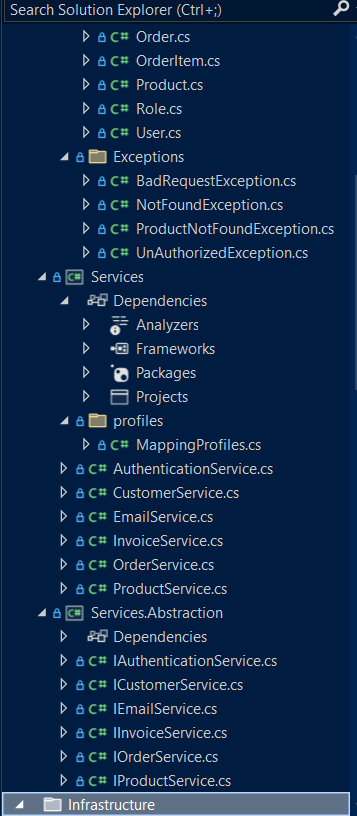 Search Solution Explorer (Ctrl+;)
C# Order.cs
C# OrderItem.cs
C# Product.cs
C# Role.cs
C# User.cs
Exceptions
C# BadRequestException.cs
C# NotFoundException.cs
C# ProductNotFoundException.cs
C# UnAuthorizedException.cs
C# Services
Dependencies
Analyzers
Frameworks
Packages
Projects
profiles
C# MappingProfiles.cs
C# AuthenticationService.cs
C# CustomerService.cs
C# EmailService.cs
C# InvoiceService.cs
C# OrderService.cs
C# ProductService.cs
C# Services.Abstraction
Dependencies
C# IAuthenticationService.cs
C# ICustomerService.cs
C# IEmailService.cs
C# IInvoiceService.cs
C# IOrderService.cs
C# IProductService.cs
Infrastructure